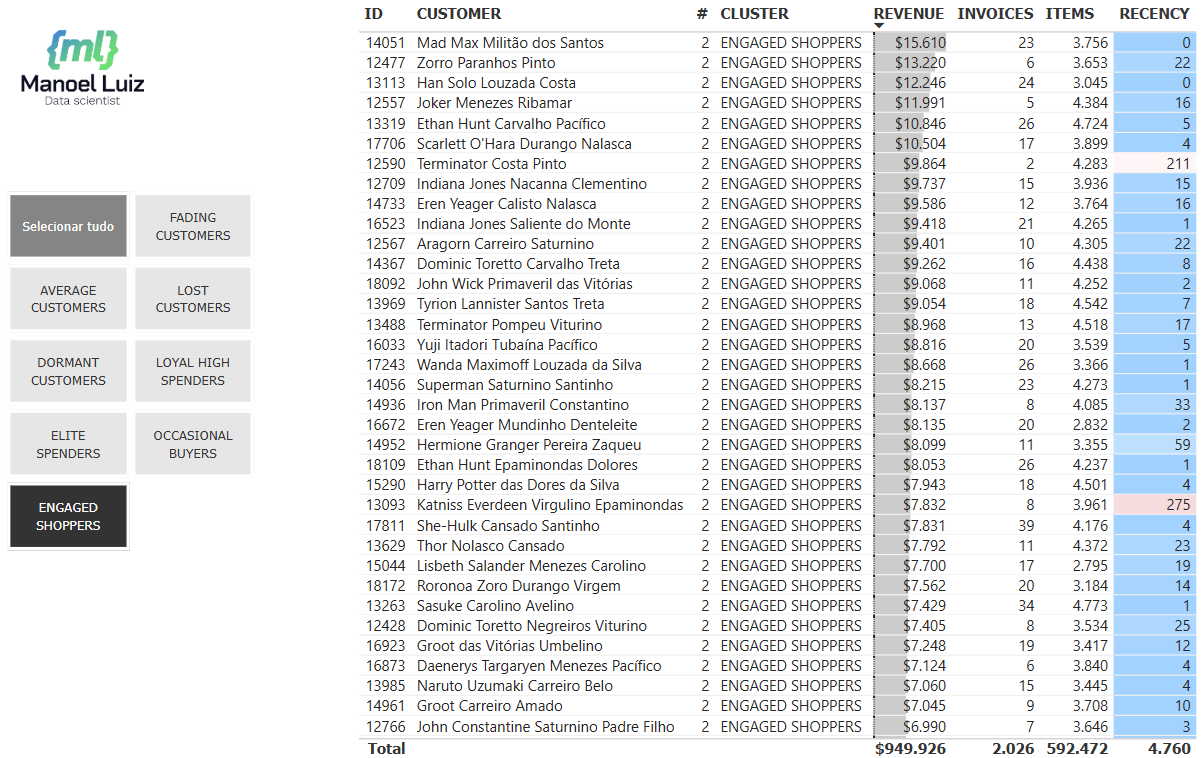 {ml}
Manoel Luiz
Data scientist
Selecionar tudo
FADING
CUSTOMERS
AVERAGE
CUSTOMERS
LOST
CUSTOMERS
DORMANT
CUSTOMERS
LOYAL HIGH
SPENDERS
ELITE
SPENDERS
OCCASIONAL
BUYERS
ENGAGED
SHOPPERS
ID CUSTOMER # CLUSTER REVENUE INVOICES ITEMS RECENCY
14051 Mad Max Militão dos Santos 2 ENGAGED SHOPPERS $15.610 23 3.756 0
12477 Zorro Paranhos Pinto 2 ENGAGED SHOPPERS $13.220 6 3.653 22
13113 Han Solo Louzada Costa 2 ENGAGED SHOPPERS $12.246 24 3.045 0
12557 Joker Menezes Ribamar 2 ENGAGED SHOPPERS $11.991 5 4.384 16
13319 Ethan Hunt Carvalho Pacífico 2 ENGAGED SHOPPERS $10.846 26 4.724 5
17706 Scarlett O'Hara Durango Nalasca 2 ENGAGED SHOPPERS $10.504 17 3.899 4
12590 Terminator Costa Pinto 2 ENGAGED SHOPPERS $9.864 2 4.283 211
12709 Indiana Jones Nacanna Clementino 2 ENGAGED SHOPPERS $9.737 15 3.936 15
14733 Eren Yeager Calisto Nalasca 2 ENGAGED SHOPPERS $9.586 12 3.764 16
16523 Indiana Jones Saliente do Monte 2 ENGAGED SHOPPERS $9.418 21 4.265 1
12567 Aragorn Carreiro Saturnino 2 ENGAGED SHOPPERS $9.401 10 4.305 22
14367 Dominic Toretto Carvalho Treta 2 ENGAGED SHOPPERS $9.262 16 4.438 8
18092 John Wick Primaveril das Vitórias 2 ENGAGED SHOPPERS $9.068 11 4.252 2
13969 Tyrion Lannister Santos Treta 2 ENGAGED SHOPPERS $9.054 18 4.542 7
13488 Terminator Pompeu Viturino 2 ENGAGED SHOPPERS $8.968 13 4.518 17
16033 Yuji Itadori Tubaína Pacífico 2 ENGAGED SHOPPERS $8.816 20 3.539 5
17243 Wanda Maximoff Louzada da Silva 2 ENGAGED SHOPPERS $8.668 26 3.366 1
14056 Superman Saturnino Santinho 2 ENGAGED SHOPPERS $8.215 23 4.273 1
14936 Iron Man Primaveril Constantino 2 ENGAGED SHOPPERS $8.137 8 4.085 33
16672 Eren Yeager Mundinho Denteleite 2 ENGAGED SHOPPERS $8.135 20 2.832 2
14952 Hermione Granger Pereira Zaqueu 2 ENGAGED SHOPPERS $8.099 11 3.355 59
18109 Ethan Hunt Epaminondas Dolores 2 ENGAGED SHOPPERS $8.053 26 4.237 1
15290 Harry Potter das Dores da Silva 2 ENGAGED SHOPPERS $7.943 18 4.501 4
13093 Katniss Everdeen Virgulino Epaminondas 2 ENGAGED SHOPPERS $7.832 8 3.961 275
17811 She-Hulk Cansado Santinho 2 ENGAGED SHOPPERS $7.831 39 4.176 4
13629 Thor Nolasco Cansado 2 ENGAGED SHOPPERS $7.792 11 4.372 23
15044 Lisbeth Salander Menezes Carolino 2 ENGAGED SHOPPERS $7.700 17 2.795 19
18172 Roronoa Zoro Durango Virgem 2 ENGAGED SHOPPERS $7.562 20 3.184 14
13263 Sasuke Carolino Avelino 2 ENGAGED SHOPPERS $7.429 34 4.773 1
12428 Dominic Toretto Negreiros Viturino 2 ENGAGED SHOPPERS $7.405 8 3.534 25
16923 Groot das Vitórias Umbelino 2 ENGAGED SHOPPERS $7.248 19 3.417 12
16873 Daenerys Targaryen Menezes Pacífico 2 ENGAGED SHOPPERS $7.124 6 3.840 4
13985 Naruto Uzumaki Carreiro Belo 2 ENGAGED SHOPPERS $7.060 15 3.445 4
14961 Groot Carreiro Amado 2 ENGAGED SHOPPERS $7.045 9 3.708 10
12766 John Constantine Saturnino Padre Filho 2 ENGAGED SHOPPERS $6.990 7 3.646 3
Total $949.926 2.026 592.472 4.760